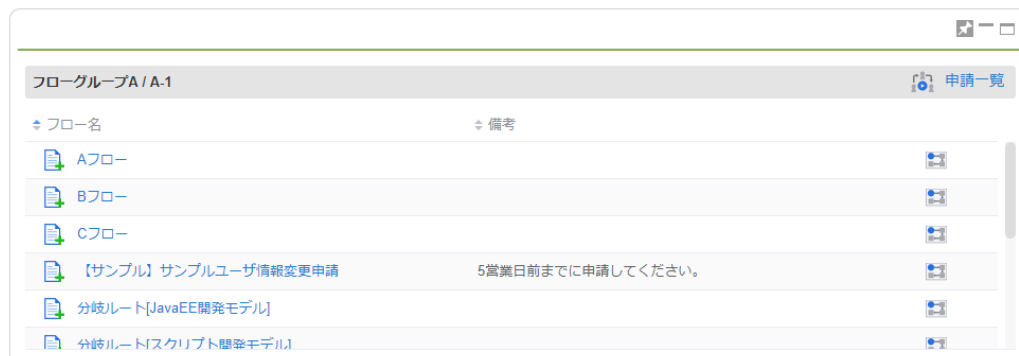 フローグループA / A-1 申請一覧
フロー名 備考
Aフロー
Bフロー
Cフロー
【サンプル】サンプルユーザ情報変更申請 5営業日前までに申請してください。
分岐ルート[JavaEE開発モデル]
分岐ルート[スクリプト開発モデル]